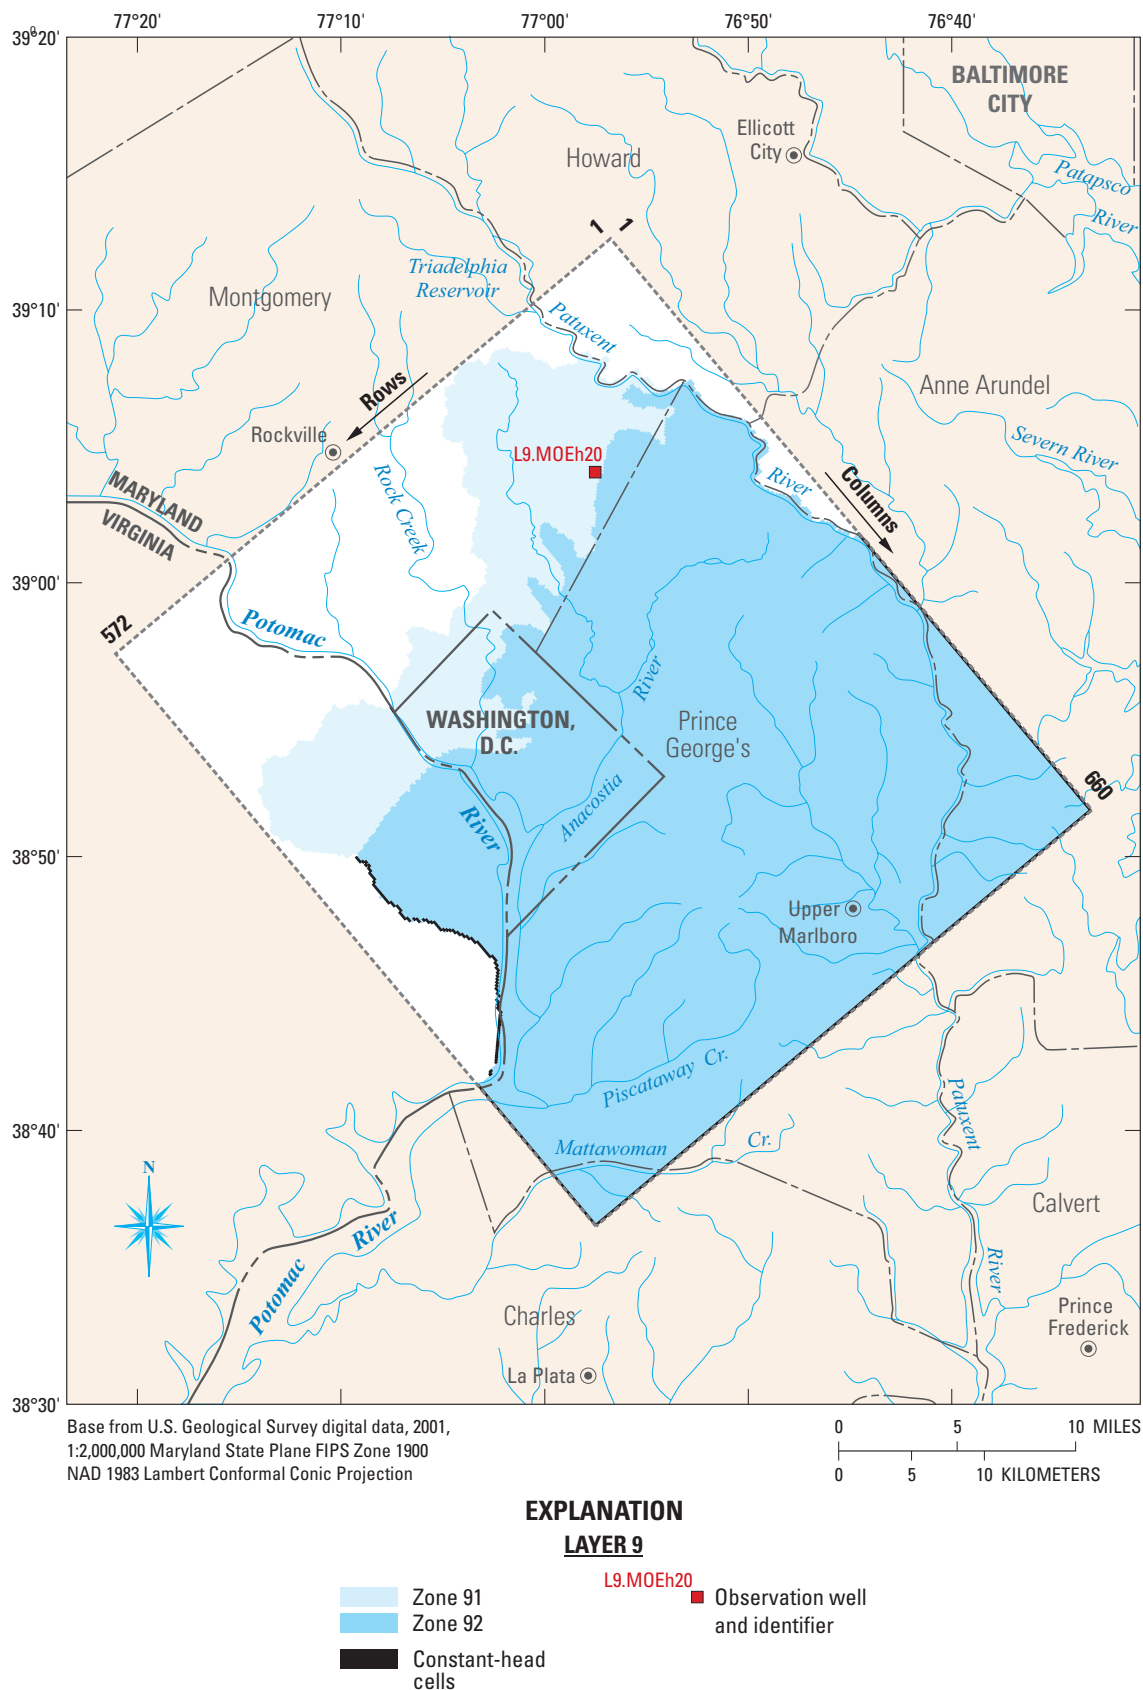 77°20' 77°10' 77°00' 76°50' 76°40'
39°20'
BALTIMORE
CITY
Ellicott
City
Howard
Patapsco
River
1 1
Triadelphia
Reservoir
Montgomery
39°10'
Patuxent
Rows
Anne Arundel
Rockville
L9.MOEh20
Severn River
MARYLAND
VIRGINIA
Rock Creek
River
Columns
39°00'
572
Potomac
River
WASHINGTON,
D.C.
Prince
George's
660
Anacostia
River
38°50'
Upper
Marlboro
Piscataway Cr.
38°40'
Mattawoman Cr.
Patuxent
N
Calvert
Potomac River
River
Charles
Prince
Frederick
La Plata
38°30'
Base from U.S. Geological Survey digital data, 2001,
1:2,000,000 Maryland State Plane FIPS Zone 1900
NAD 1983 Lambert Conformal Conic Projection
0 5 10 MILES
0 5 10 KILOMETERS
EXPLANATION
LAYER 9
Zone 91
Zone 92
Constant-head
cells
L9.MOEh20
Observation well
and identifier